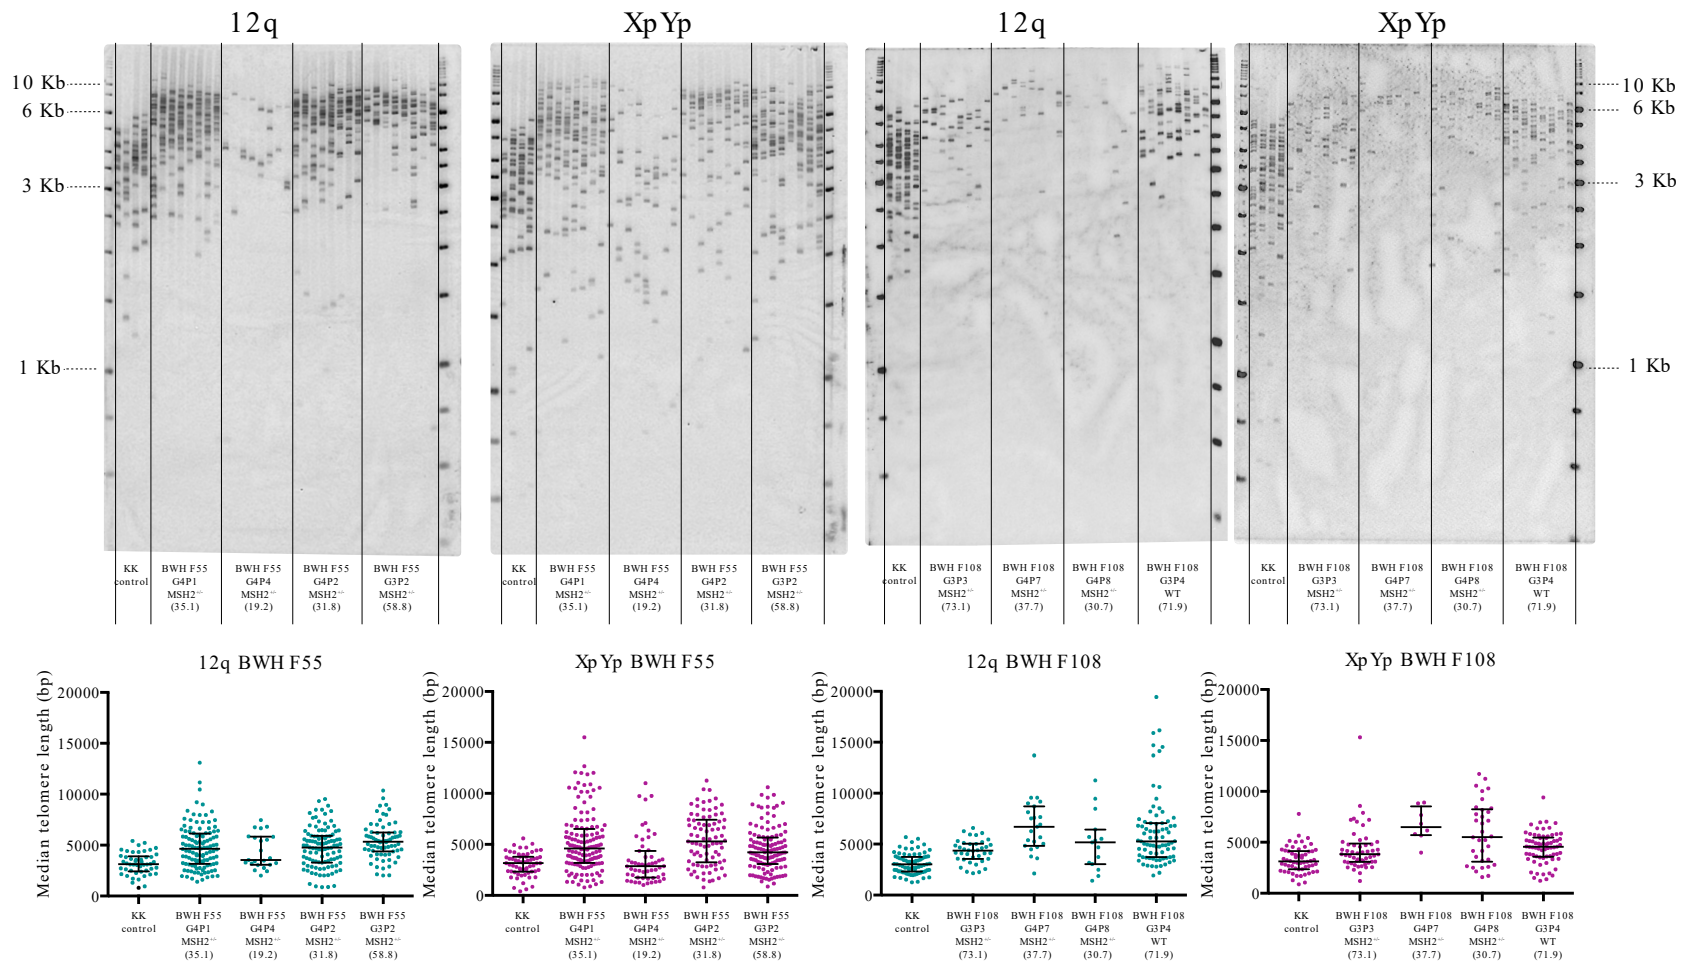 12q
XpYp
12q
XpYp
10 Kb
6 Kb
3 Kb
1 Kb
10 Kb
6 Kb
3 Kb
1 Kb
KK
control
BWH F55
G4P1
MSH2+/-
(35.1)
BWH F55
G4P4
MSH2+/-
(19.2)
BWH F55
G4P2
MSH2+/-
(31.8)
BWH F55
G3P2
MSH2+/-
(58.8)
KK
control
BWH F55
G4P1
MSH2+/-
(35.1)
BWH F55
G4P4
MSH2+/-
(19.2)
BWH F55
G4P2
MSH2+/-
(31.8)
BWH F55
G3P2
MSH2+/-
(58.8)
KK
control
BWH F108
G3P3
MSH2+/-
(73.1)
BWH F108
G4P7
MSH2+/-
(37.7)
BWH F108
G4P8
MSH2+/-
(30.7)
BWH F108
G3P4
WT
(71.9)
KK
control
BWH F108
G3P3
MSH2+/-
(73.1)
BWH F108
G4P7
MSH2+/-
(37.7)
BWH F108
G4P8
MSH2+/-
(30.7)
BWH F108
G3P4
WT
(71.9)
12q BWH F55
Median telomere length (bp)
20000
15000
10000
5000
0
KK
control
BWH F55
G4P1
MSH2+/-
(35.1)
BWH F55
G4P4
MSH2+/-
(19.2)
BWH F55
G4P2
MSH2+/-
(31.8)
BWH F55
G3P2
MSH2+/-
(58.8)
XpYp BWH F55
Median telomere length (bp)
20000
15000
10000
5000
0
KK
control
BWH F55
G4P1
MSH2+/-
(35.1)
BWH F55
G4P4
MSH2+/-
(19.2)
BWH F55
G4P2
MSH2+/-
(31.8)
BWH F55
G3P2
MSH2+/-
(58.8)
12q BWH F108
Median telomere length (bp)
20000
15000
10000
5000
0
KK
control
BWH F108
G3P3
MSH2+/-
(73.1)
BWH F108
G4P7
MSH2+/-
(37.7)
BWH F108
G4P8
MSH2+/-
(30.7)
BWH F108
G3P4
WT
(71.9)
XpYp BWH F108
Median telomere length (bp)
20000
15000
10000
5000
0
KK
control
BWH F108
G3P3
MSH2+/-
(73.1)
BWH F108
G4P7
MSH2+/-
(37.7)
BWH F108
G4P8
MSH2+/-
(30.7)
BWH F108
G3P4
WT
(71.9)